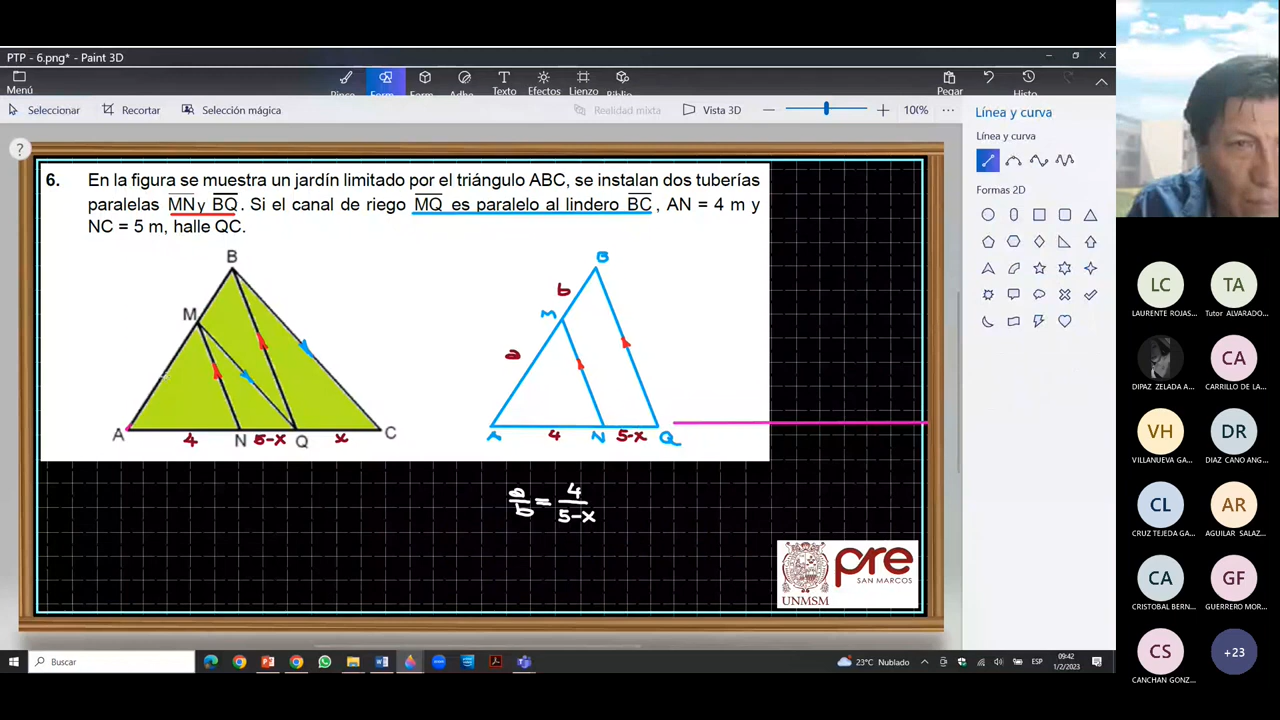 PTP - 6.png* - Paint 3D
Menú
Texto
Efectos
Lienzo
Pegar
Seleccionar
Recortar
Selección mágica
Realidad mixta
Vista 3D
100%
Línea y curva
Línea y curva
Formas 2D
?
6. En la figura se muestra un jardín limitado por el triángulo ABC, se instalan dos tuberías
paralelas MN y BQ. Si el canal de riego MQ es paralelo al lindero BC, AN = 4 m y
NC = 5 m, halle QC.
B
M
A
N
Q
C
4
5-x
x
B
b
M
a
A
4
N
5-x
Q
a/b = 4/5-x
pre
SAN MARCOS
UNMSM
LC
LAURENTE ROJAS...
TA
Tutor ALVARADO...
DIPAZ ZELADA A...
CA
CARRILLO DE LA...
VH
VILLANUEVA GA...
DR
DIAZ CANO ANG...
CL
CRUZ TEJEDA GA...
AR
AGUILAR SALAZ...
CA
CRISTOBAL BERN...
GF
GUERRERO MOR...
CS
CANCHAN GONZ...
+23
Buscar
23°C Nublado
ESP
09:42
1/2/2023